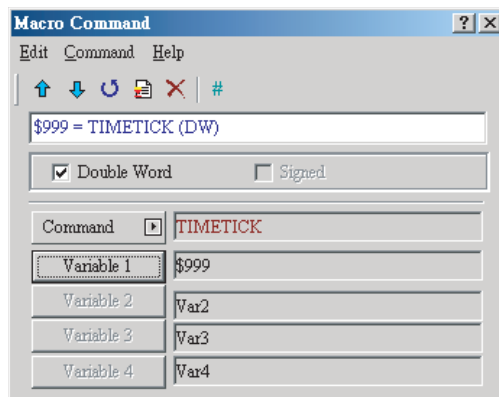 Macro Command
Edit Command Help
#
$999 = TIMETICK (DW)
Double Word Signed
Command TIMETICK
Variable 1 $999
Variable 2 Var2
Variable 3 Var3
Variable 4 Var4